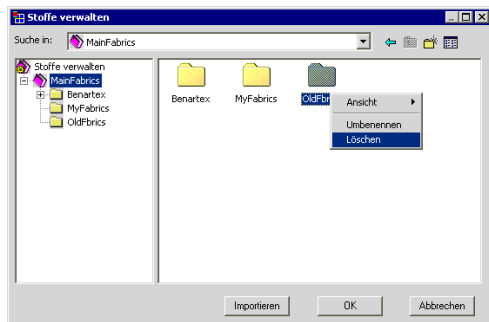 Stoffe verwalten
Suche in: MainFabrics
Stoffe verwalten
MainFabrics
Benartex
MyFabrics
OldFbrics
Benartex MyFabrics OldFbr
Ansicht
Umbenennen
Löschen
Importieren OK Abbrechen